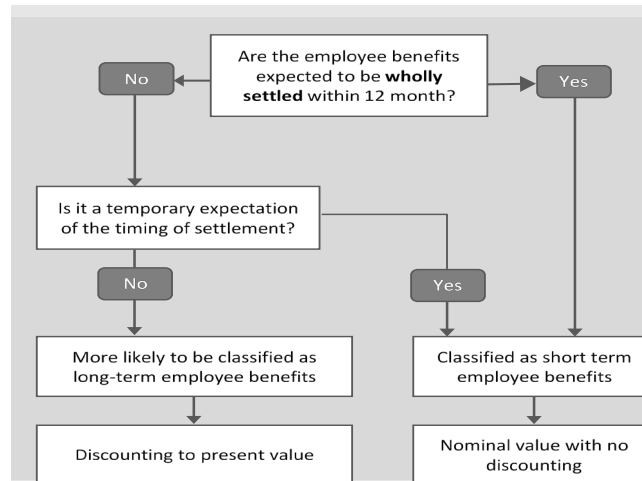 Are the employee benefits
expected to be wholly
settled within 12 month?
No
Yes
Is it a temporary expectation
of the timing of settlement?
No
Yes
More likely to be classified as
long-term employee benefits
Classified as short term
employee benefits
Discounting to present value
Nominal value with no
discounting